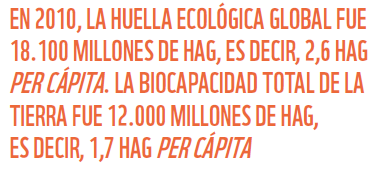 EN 2010, LA HUELLA ECOLÓGICA GLOBAL FUE
18.100 MILLONES DE HAG, ES DECIR, 2,6 HAG
PER CÁPITA. LA BIOCAPACIDAD TOTAL DE LA
TIERRA FUE 12.000 MILLONES DE HAG,
ES DECIR, 1,7 HAG PER CÁPITA